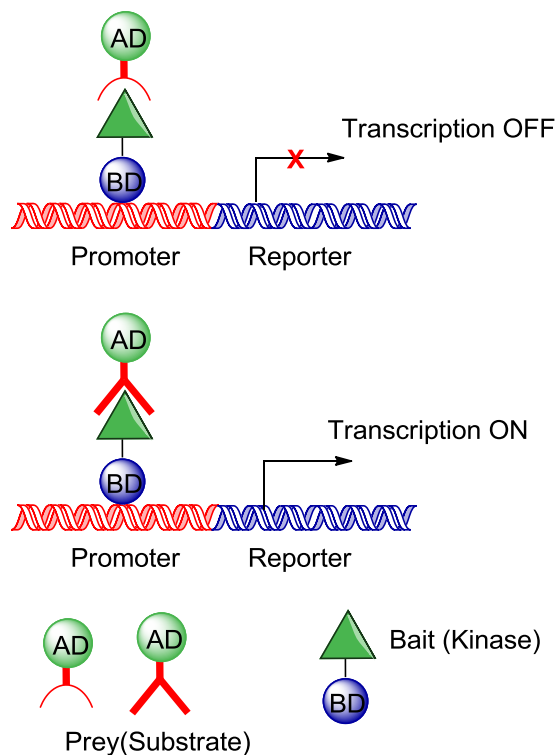 AD
Transcription OFF
X
BD
Promoter Reporter
AD
Transcription ON
BD
Promoter Reporter
AD AD
Bait (Kinase)
BD
Prey(Substrate)